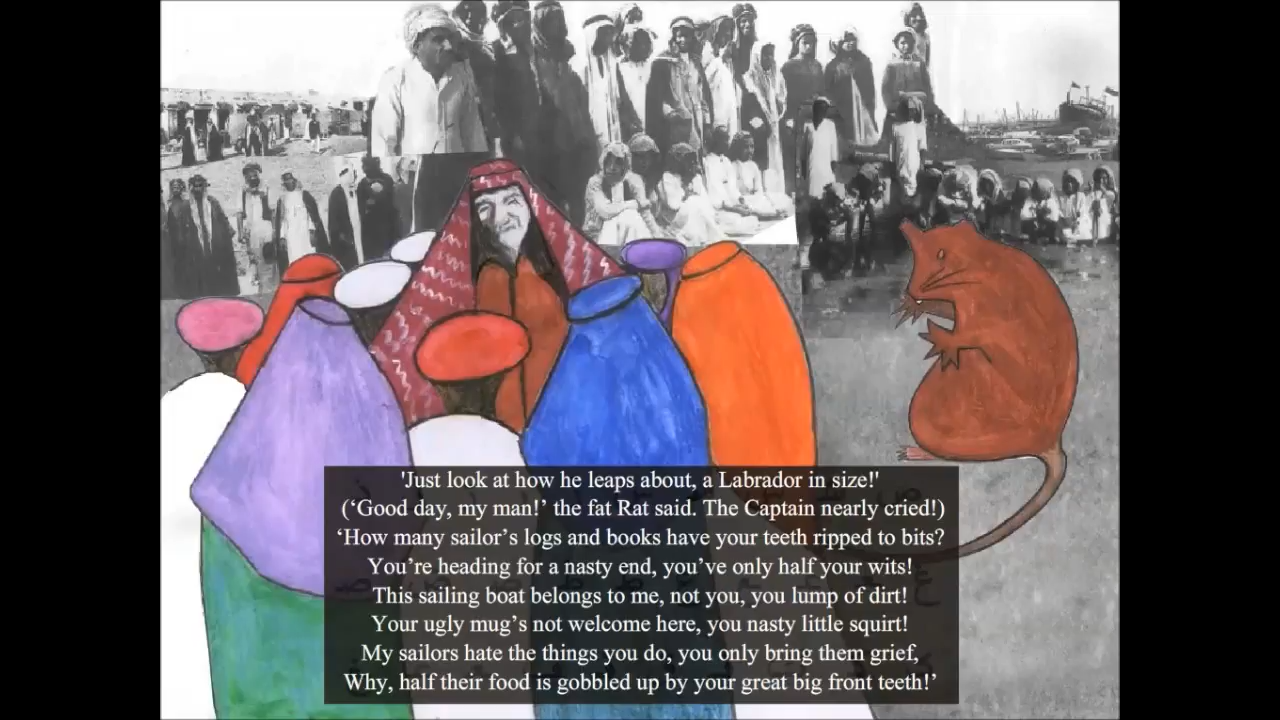 'Just look at how he leaps about, a Labrador in size!'
(‘Good day, my man!’ the fat Rat said. The Captain nearly cried!)
‘How many sailor’s logs and books have your teeth ripped to bits?
You’re heading for a nasty end, you’ve only half your wits!
This sailing boat belongs to me, not you, you lump of dirt!
Your ugly mug’s not welcome here, you nasty little squirt!
My sailors hate the things you do, you only bring them grief,
Why, half their food is gobbled up by your great big front teeth!’